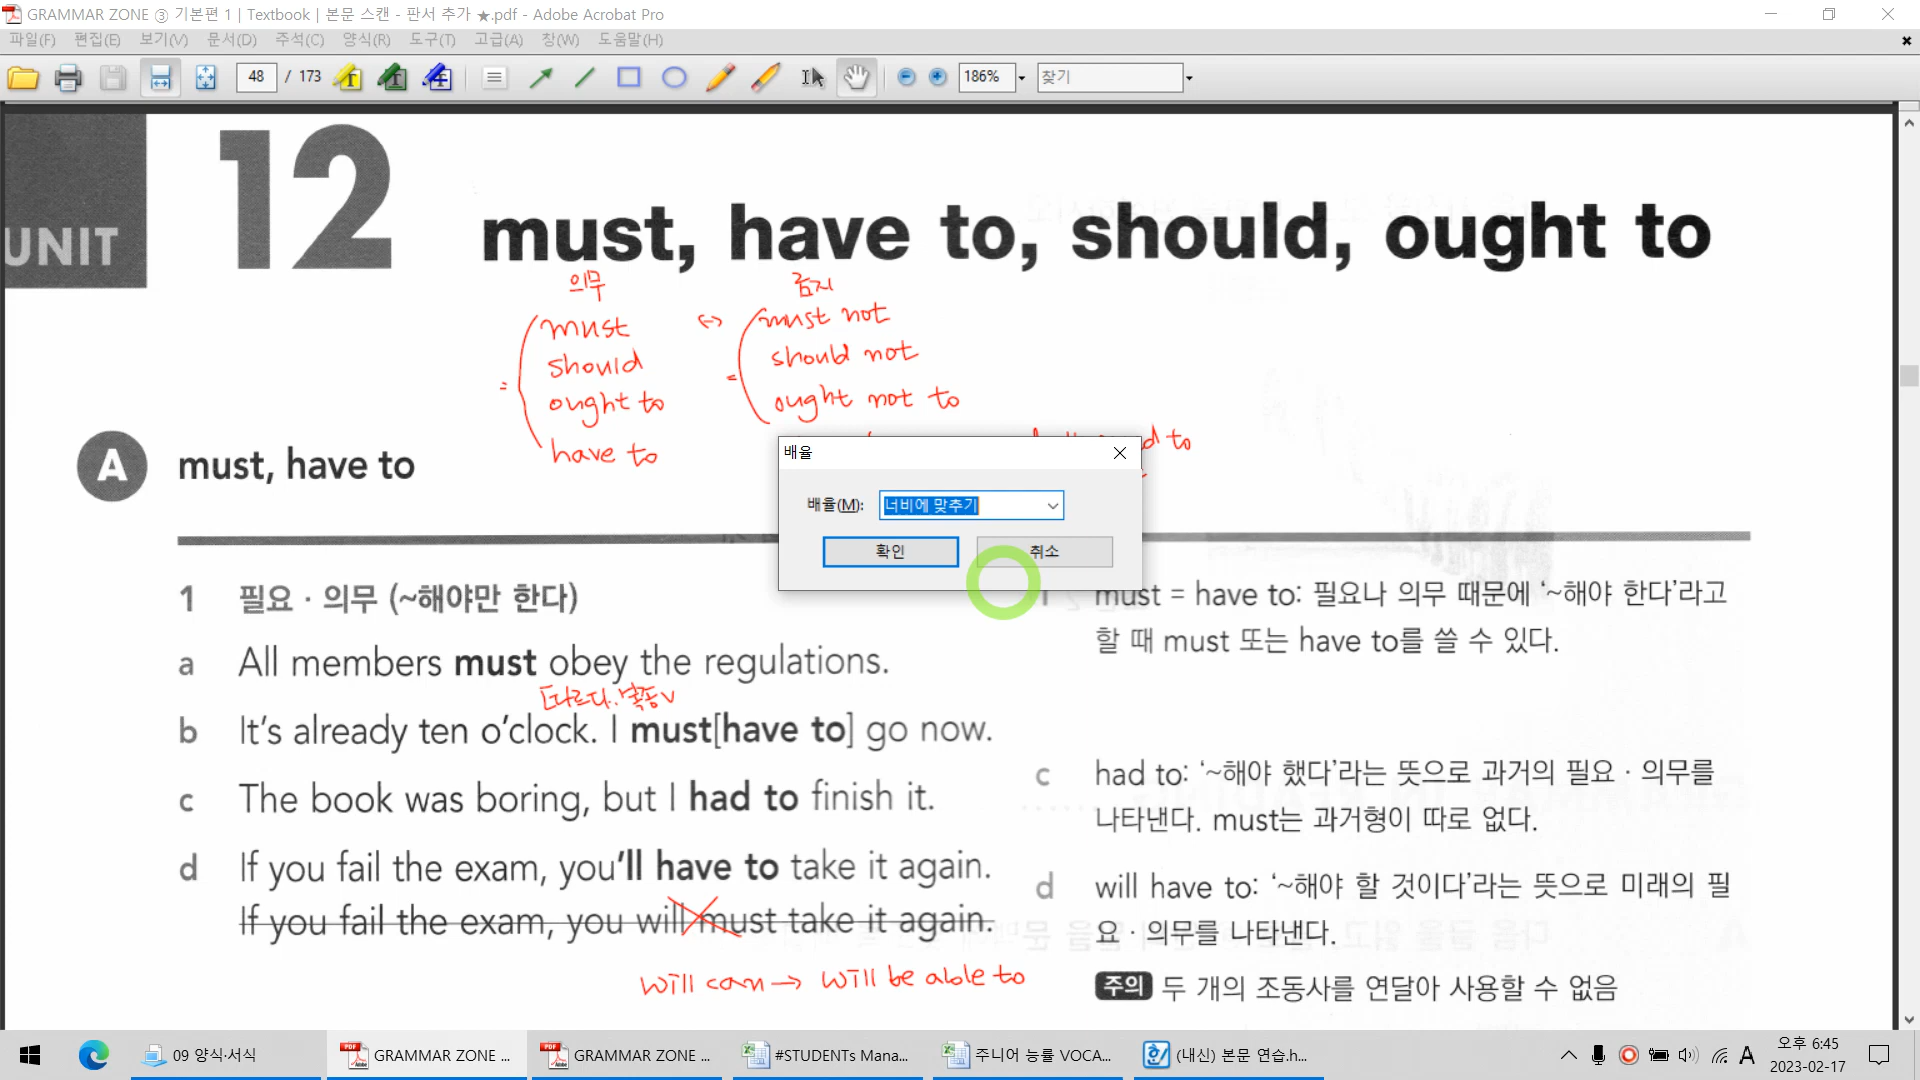 GRAMMAR ZONE ③ 기본편 1 | Textbook | 본문 스캔 - 판서 추가 ★.pdf - Adobe Acrobat Pro
파일(F) 편집(E) 보기(V) 문서(D) 주석(C) 양식(R) 도구(T) 고급(A) 창(W) 도움말(H)
48 / 173 186% 찾기
UNIT 12 must, have to, should, ought to
의무 금지
must ↔ must not
should should not
= ought to = ought not to
have to
d to
A must, have to
배율
배율(M): 너비에 맞추기
확인 취소
1 필요 · 의무 (~해야만 한다)
a All members must obey the regulations.
b It's already ten o'clock. I must[have to] go now.
c The book was boring, but I had to finish it.
d If you fail the exam, you'll have to take it again.
If you fail the exam, you will must take it again.
will can → will be able to
must = have to: 필요나 의무 때문에 '~해야 한다'라고
할 때 must 또는 have to를 쓸 수 있다.
c had to: '~해야 했다'라는 뜻으로 과거의 필요 · 의무를
나타낸다. must는 과거형이 따로 없다.
d will have to: '~해야 할 것이다'라는 뜻으로 미래의 필
요 · 의무를 나타낸다.
주의 두 개의 조동사를 연달아 사용할 수 없음
09 양식·서식
GRAMMAR ZONE ...
GRAMMAR ZONE ...
#STUDENTs Mana...
주니어 능률 VOCA...
(내신) 본문 연습.h...
A
오후 6:45
2023-02-17